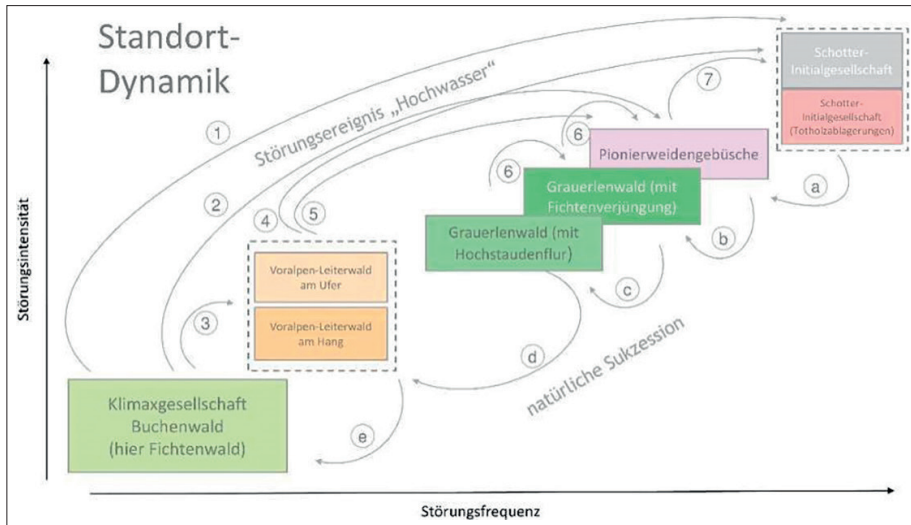 Standort-
Dynamik
Störungsereignis „Hochwasser“
Schotter-
Initialgesellschaft
Schotter-
Initialgesellschaft
(Totholzablagerungen)
Pionierweidengebüsche
Grauerlenwald (mit
Fichtenverjüngung)
Grauerlenwald (mit
Hochstaudenflur)
Voralpen-Leiterwald
am Ufer
Voralpen-Leiterwald
am Hang
Klimaxgesellschaft
Buchenwald
(hier Fichtenwald)
natürliche Sukzession
1
2
3
4
5
6
6
7
a
b
c
d
e
Störungsintensität
Störungsfrequenz